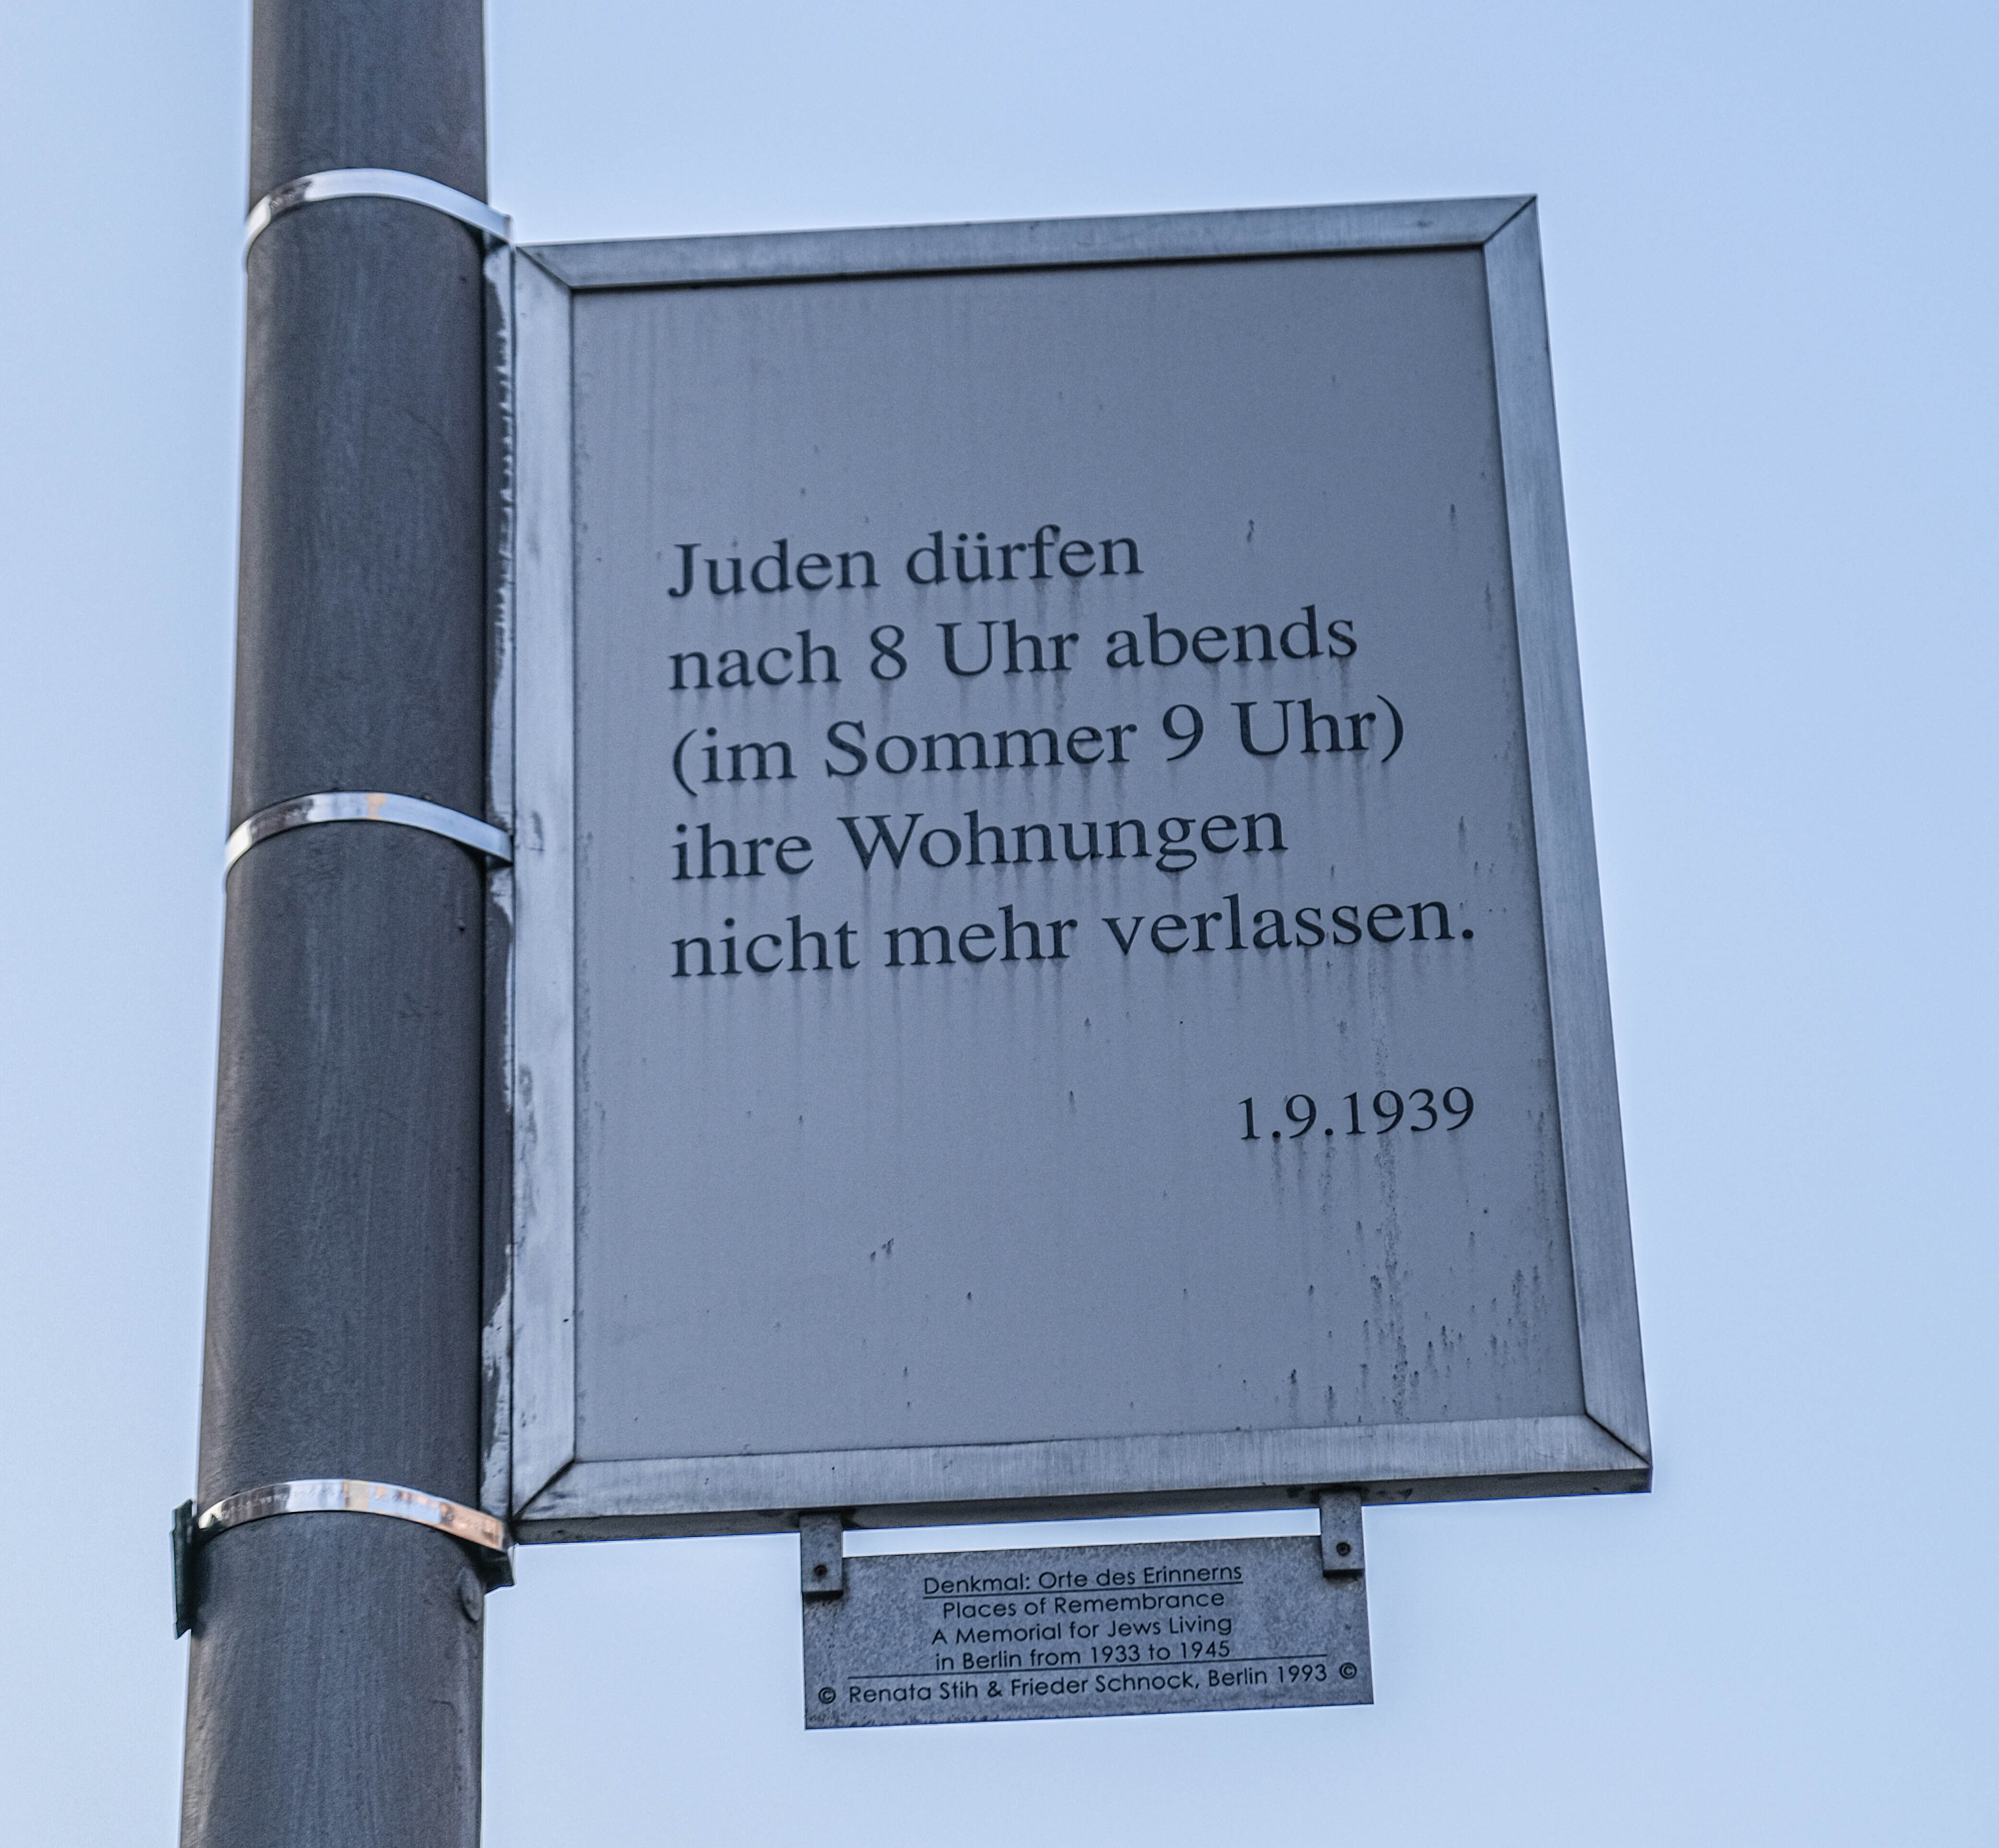 Juden dürfen
nach 8 Uhr abends
(im Sommer 9 Uhr)
ihre Wohnungen
nicht mehr verlassen.
1.9.1939
Denkmal: Orte des Erinnerns
Places of Remembrance
A Memorial for Jews Living
in Berlin from 1933 to 1945
© Renata Stih & Frieder Schnock, Berlin 1993 ©